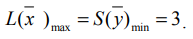 L(x̅ )max = S(y̅)min = 3.